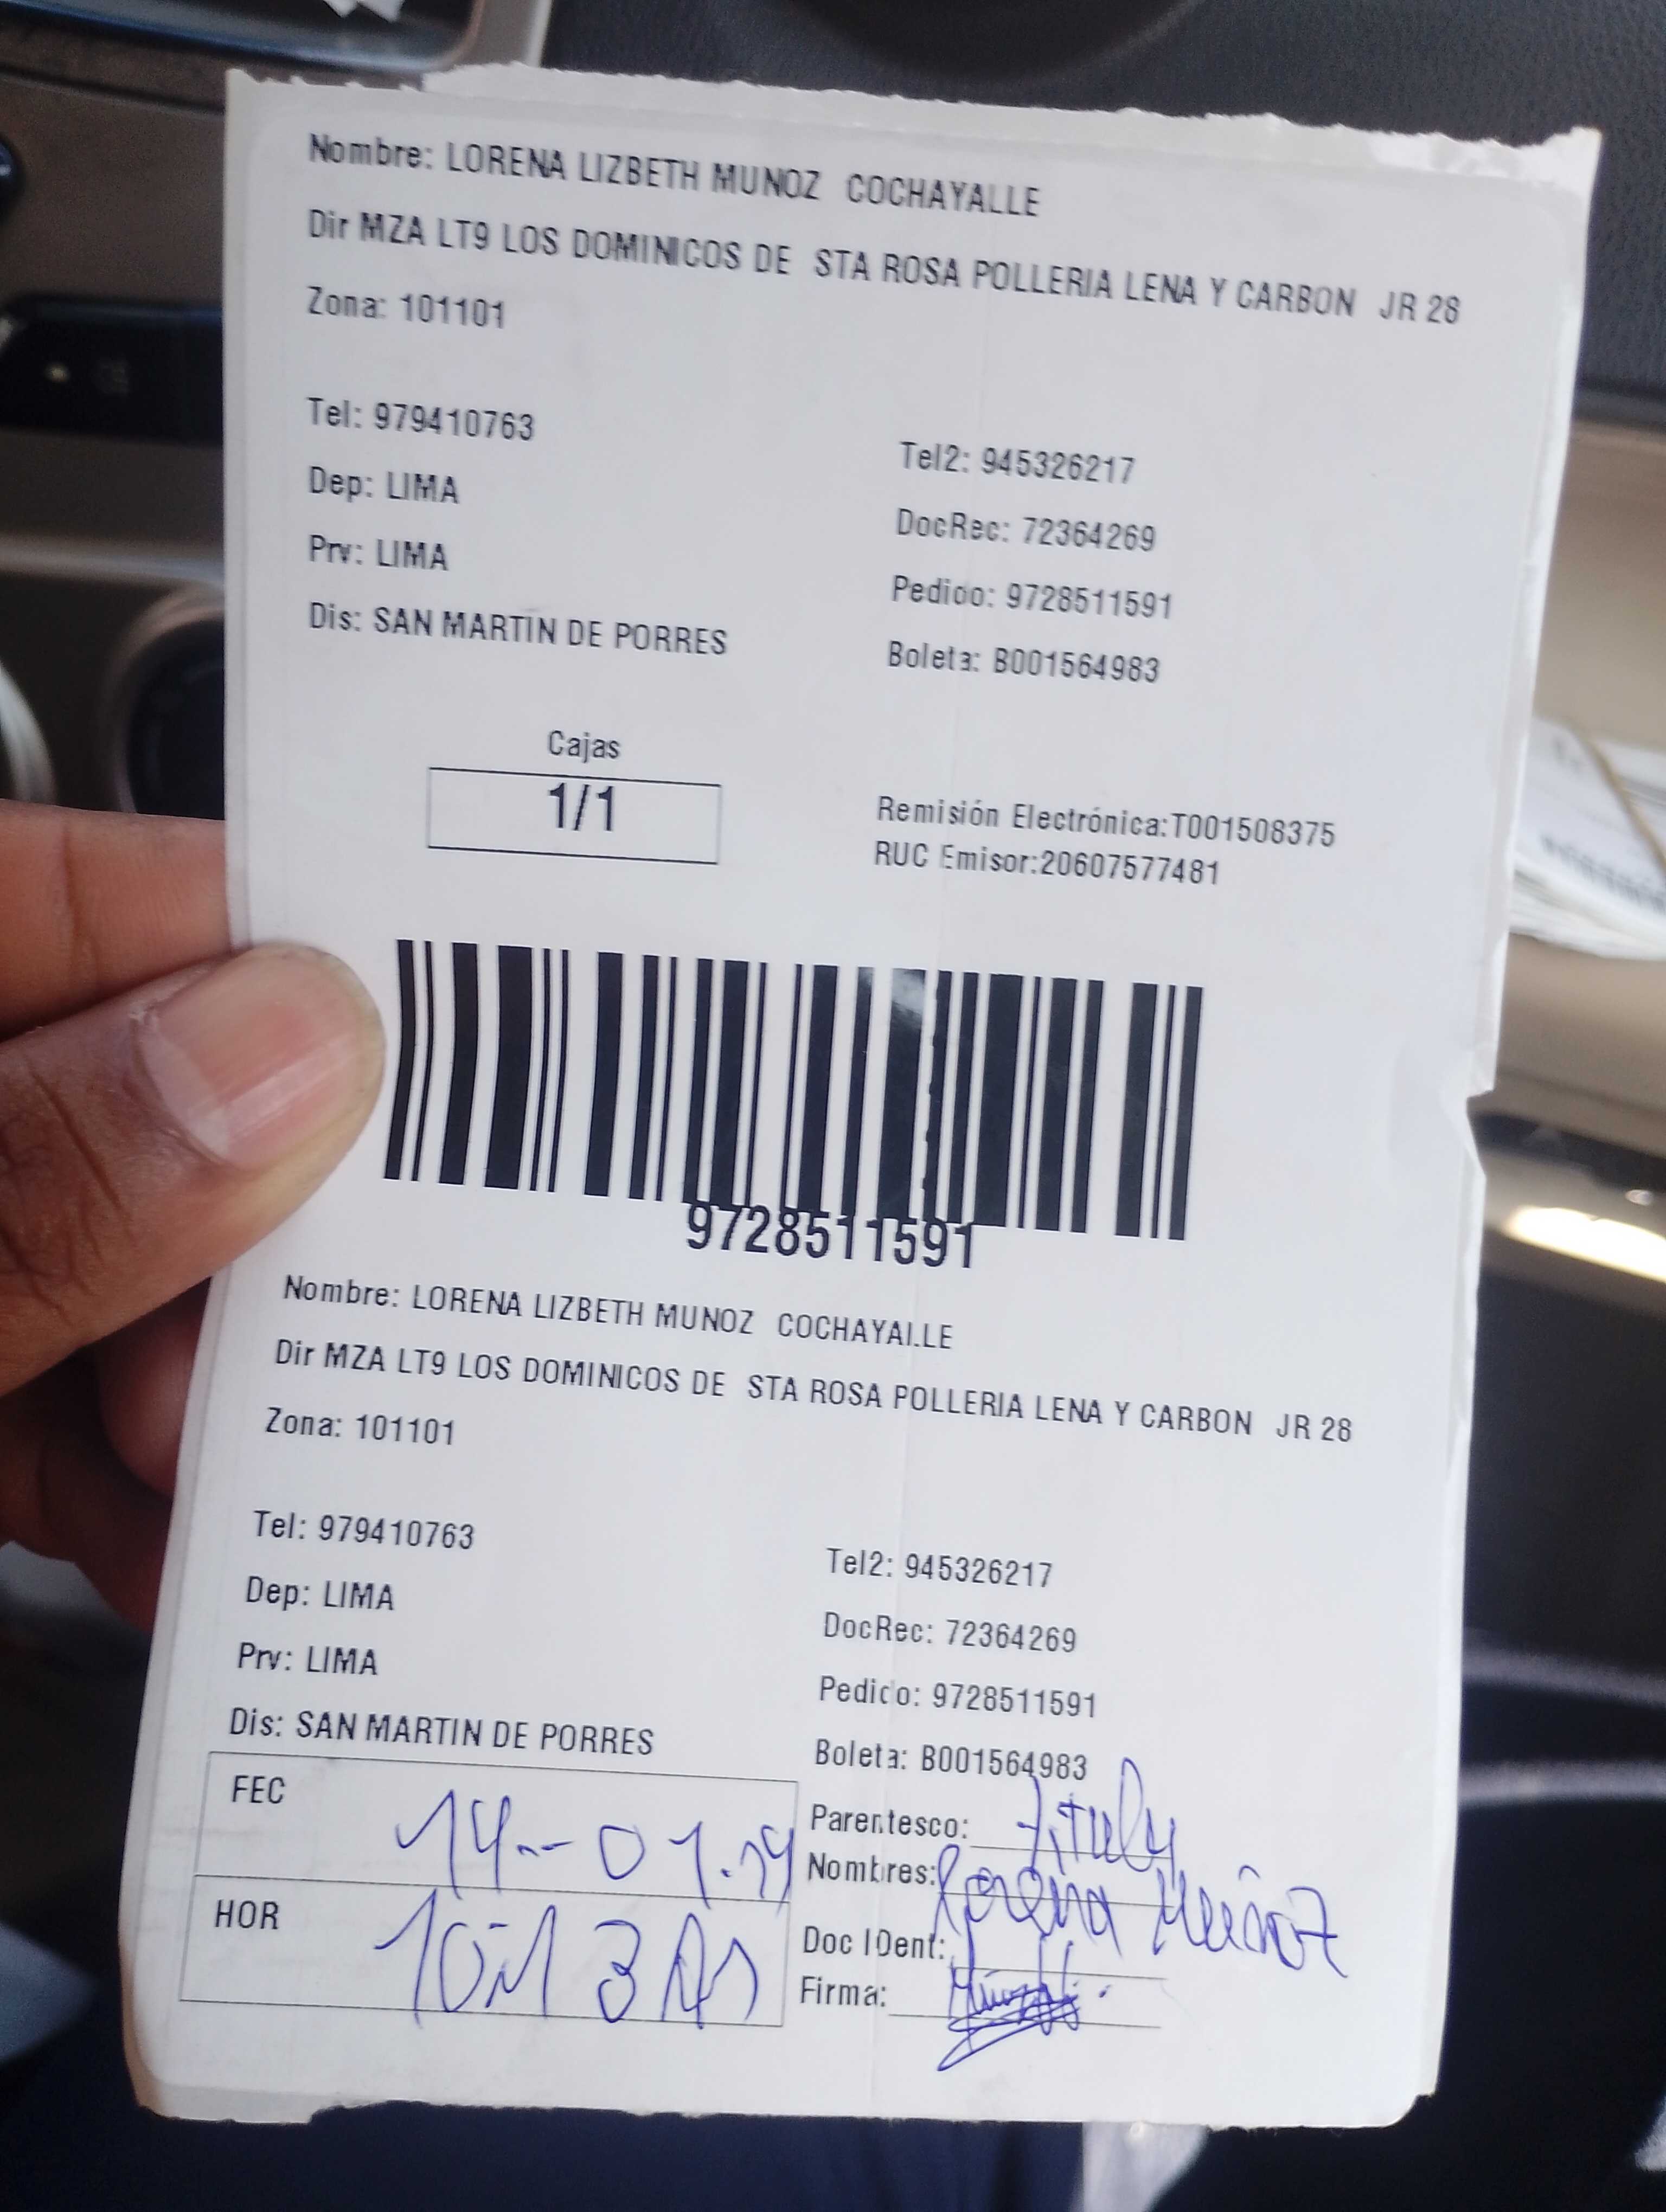 Nombre: LORENA LIZBETH MUNOZ COCHAYALLE
Dir MZA LT9 LOS DOMINICOS DE STA ROSA POLLERIA LENA Y CARBON JR 28
Zona: 101101
Tel: 979410763
Tel2: 945326217
Dep: LIMA
DocRec: 72364269
Prv: LIMA
Pedido: 9728511591
Dis: SAN MARTIN DE PORRES
Boleta: B001564983
Cajas
1/1
Remisión Electrónica:T001508375
RUC Emisor:20607577481
9728511591
Nombre: LORENA LIZBETH MUNOZ COCHAYALLE
Dir MZA LT9 LOS DOMINICOS DE STA ROSA POLLERIA LENA Y CARBON JR 28
Zona: 101101
Tel: 979410763
Tel2: 945326217
Dep: LIMA
DocRec: 72364269
Prv: LIMA
Pedido: 9728511591
Dis: SAN MARTIN DE PORRES
Boleta: B001564983
FEC
Parentesco:
Nombres: Lorena Muñoz
HOR
Doc IDent:
Firma: